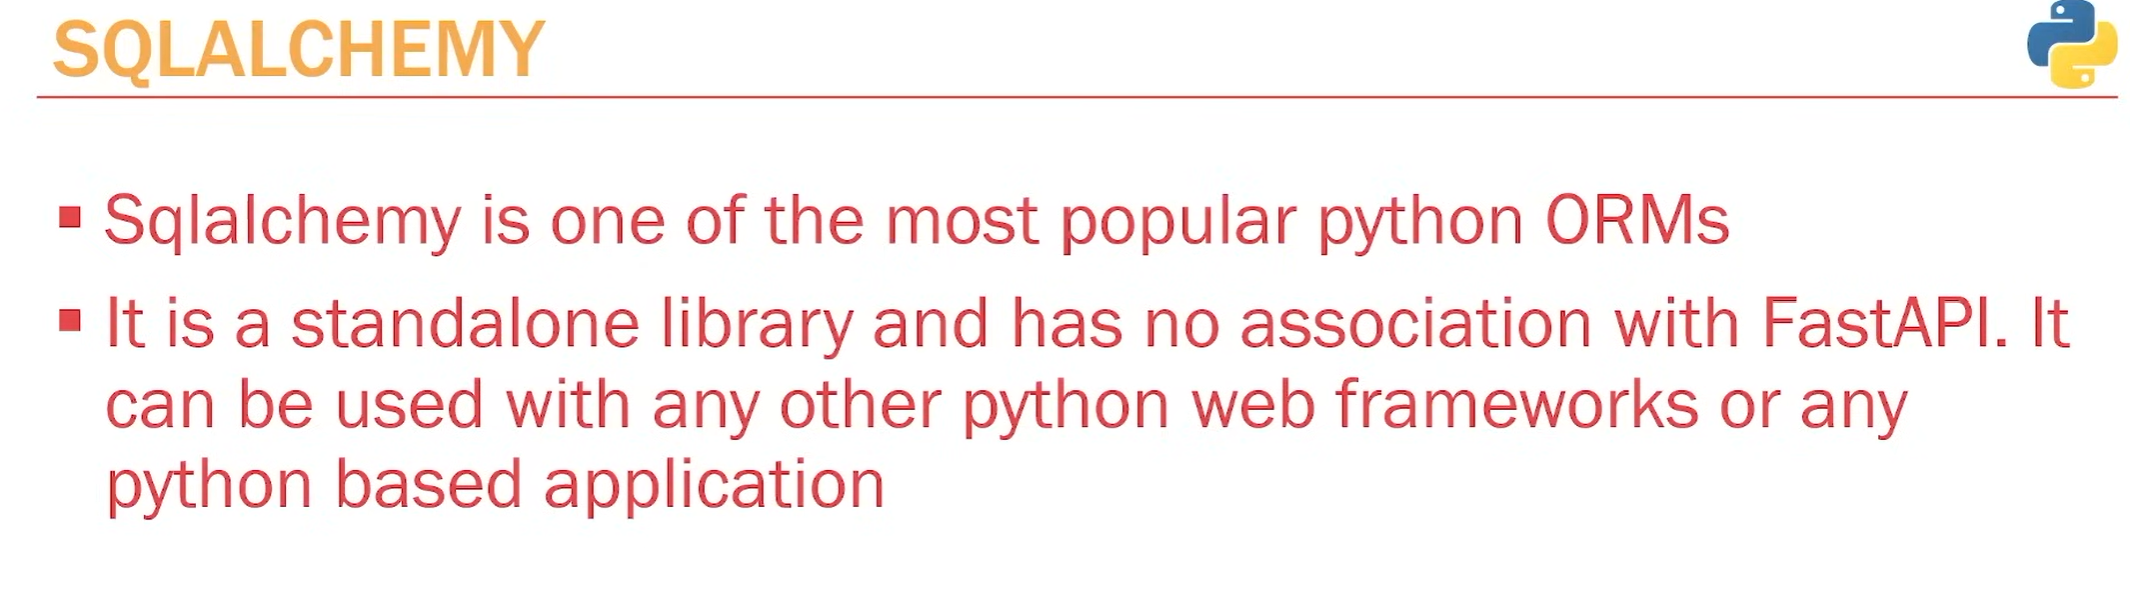 SQLALCHEMY
▪ Sqlalchemy is one of the most popular python ORMs
▪ It is a standalone library and has no association with FastAPI. It
can be used with any other python web frameworks or any
python based application